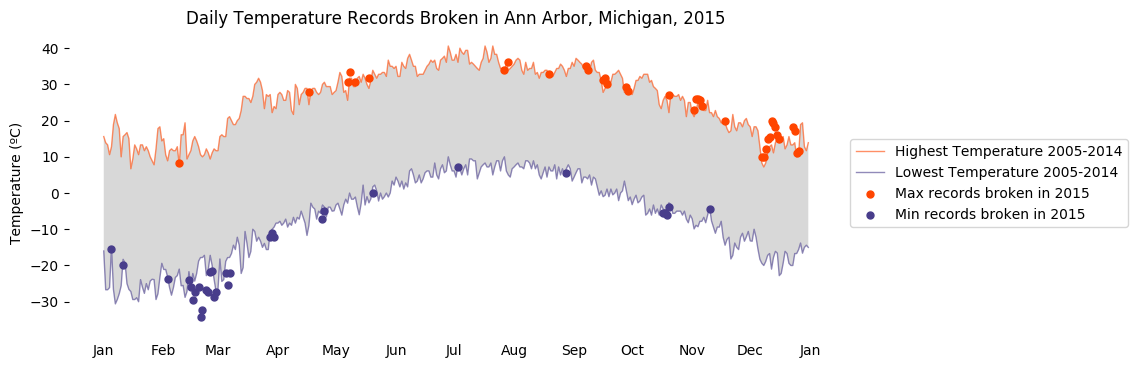 Daily Temperature Records Broken in Ann Arbor, Michigan, 2015
Temperature (ºC)
40
30
20
10
0
−10
−20
−30
Jan Feb Mar Apr May Jun Jul Aug Sep Oct Nov Dec Jan
Highest Temperature 2005-2014
Lowest Temperature 2005-2014
Max records broken in 2015
Min records broken in 2015